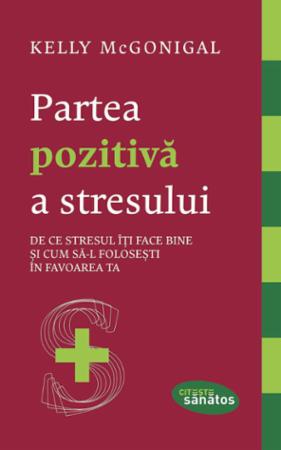 KELLY McGONIGAL
Partea
pozitivă
a stresului
DE CE STRESUL ÎȚI FACE BINE
ȘI CUM SĂ-L FOLOSEȘTI
ÎN FAVOAREA TA
S
CITEȘTE
sănătos